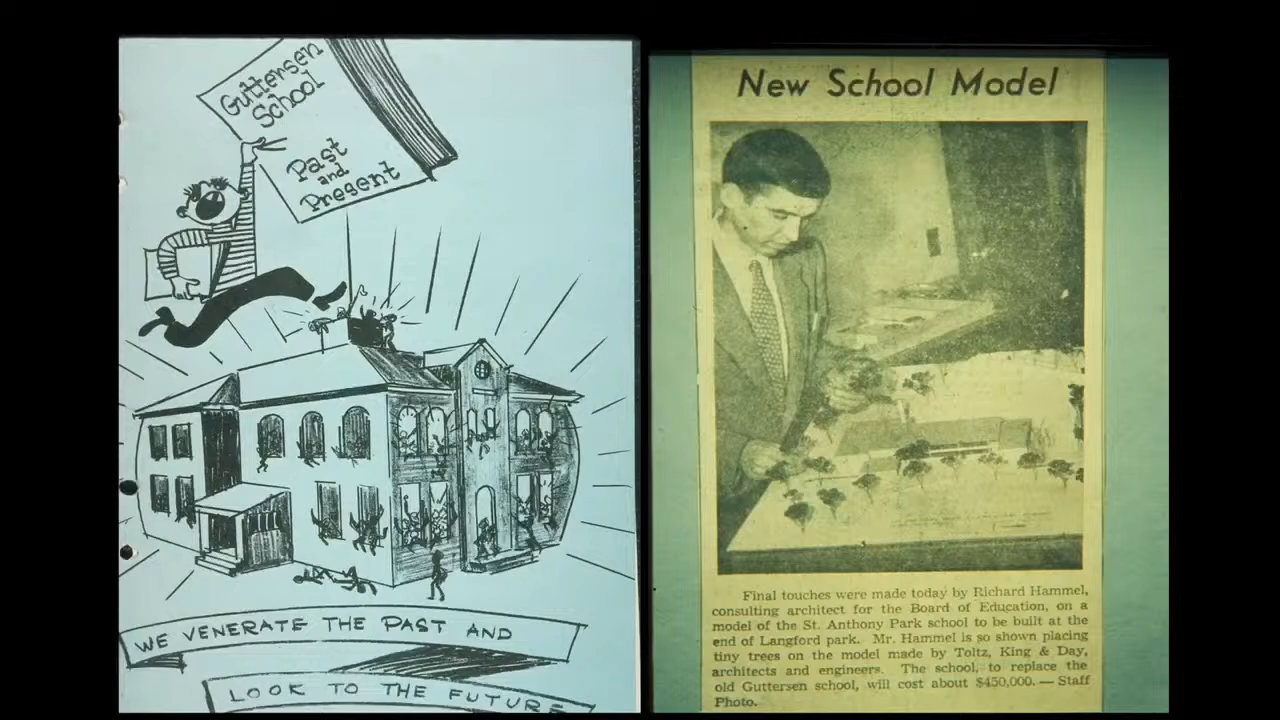 Guttersen
School
Past
and
Present
WE VENERATE THE PAST AND
LOOK TO THE FUTURE
New School Model
Final touches were made today by Richard Hammel,
consulting architect for the Board of Education, on a
model of the St. Anthony Park school to be built at the
end of Langford park. Mr. Hammel is so shown placing
tiny trees on the model made by Toltz, King & Day,
architects and engineers. The school, to replace the
old Guttersen school, will cost about $450,000. — Staff
Photo.